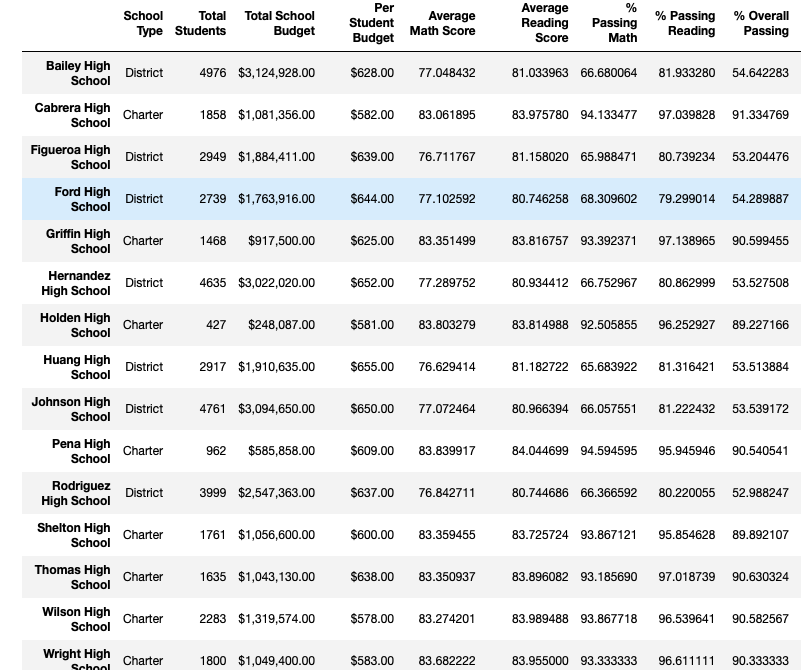 School Type Total Students Total School Budget Per Student Budget Average Math Score Average Reading Score % Passing Math % Passing Reading % Overall Passing
Bailey High School District 4976 $3,124,928.00 $628.00 77.048432 81.033963 66.680064 81.933280 54.642283
Cabrera High School Charter 1858 $1,081,356.00 $582.00 83.061895 83.975780 94.133477 97.039828 91.334769
Figueroa High School District 2949 $1,884,411.00 $639.00 76.711767 81.158020 65.988471 80.739234 53.204476
Ford High School District 2739 $1,763,916.00 $644.00 77.102592 80.746258 68.309602 79.299014 54.289887
Griffin High School Charter 1468 $917,500.00 $625.00 83.351499 83.816757 93.392371 97.138965 90.599455
Hernandez High School District 4635 $3,022,020.00 $652.00 77.289752 80.934412 66.752967 80.862999 53.527508
Holden High School Charter 427 $248,087.00 $581.00 83.803279 83.814988 92.505855 96.252927 89.227166
Huang High School District 2917 $1,910,635.00 $655.00 76.629414 81.182722 65.683922 81.316421 53.513884
Johnson High School District 4761 $3,094,650.00 $650.00 77.072464 80.966394 66.057551 81.222432 53.539172
Pena High School Charter 962 $585,858.00 $609.00 83.839917 84.044699 94.594595 95.945946 90.540541
Rodriguez High School District 3999 $2,547,363.00 $637.00 76.842711 80.744686 66.366592 80.220055 52.988247
Shelton High School Charter 1761 $1,056,600.00 $600.00 83.359455 83.725724 93.867121 95.854628 89.892107
Thomas High School Charter 1635 $1,043,130.00 $638.00 83.350937 83.896082 93.185690 97.018739 90.630324
Wilson High School Charter 2283 $1,319,574.00 $578.00 83.274201 83.989488 93.867718 96.539641 90.582567
Wright High School Charter 1800 $1,049,400.00 $583.00 83.682222 83.955000 93.333333 96.611111 90.333333